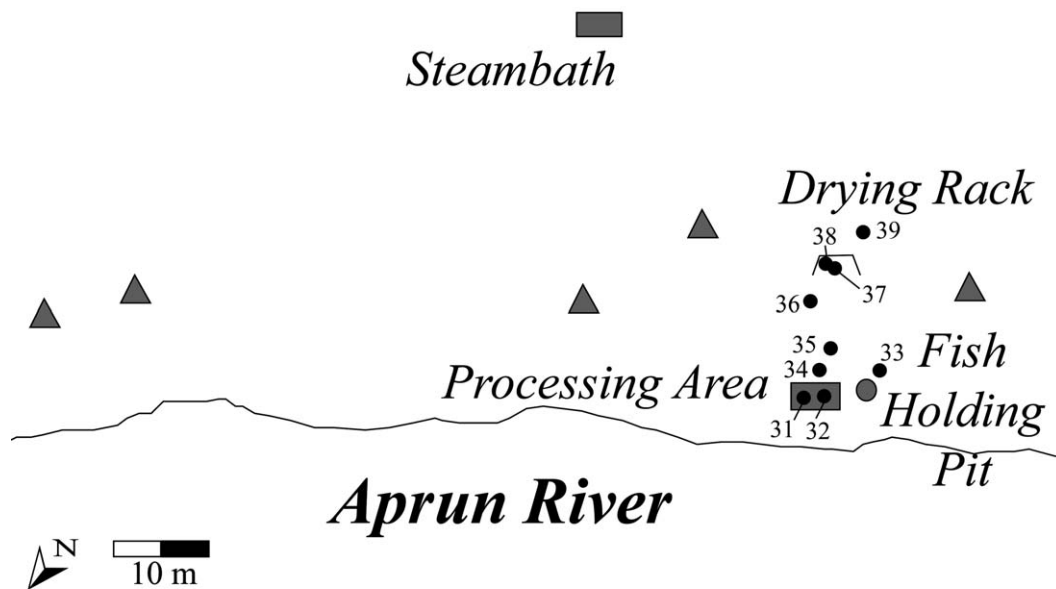 Steambath
Drying Rack
38
39
37
36
35
33
34
Fish
Processing Area
Holding
31
32
Pit
Aprun River
N
10 m